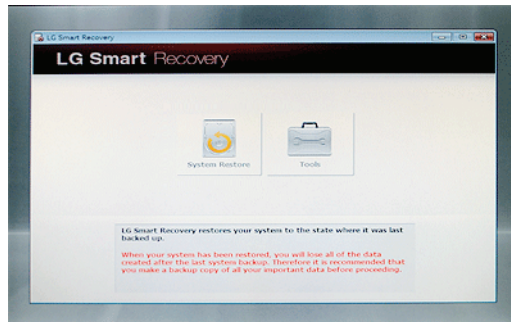 LG Smart Recovery
LG Smart Recovery
System Restore
Tools
LG Smart Recovery restores your system to the state where it was last
backed up.
When your system has been restored, you will lose all of the data
created after the last system backup. Therefore it is recommended that
you make a backup copy of all your important data before proceeding.